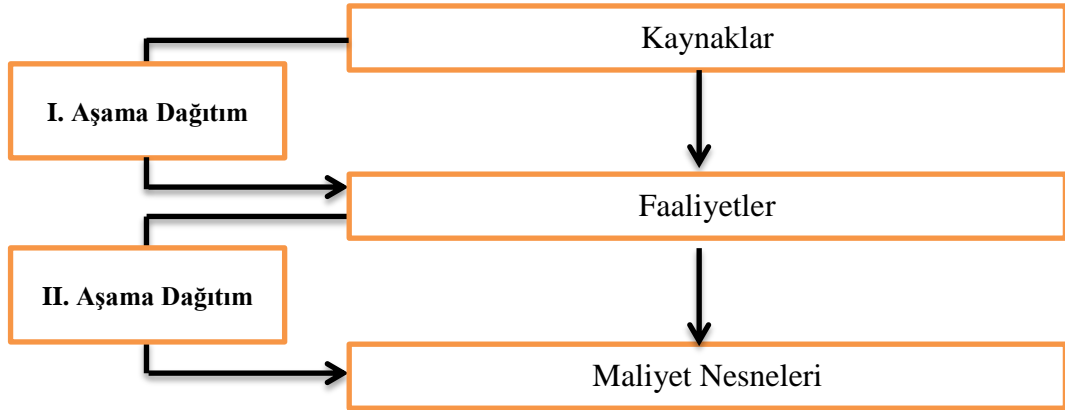 Kaynaklar
I. Aşama Dağıtım
Faaliyetler
II. Aşama Dağıtım
Maliyet Nesneleri